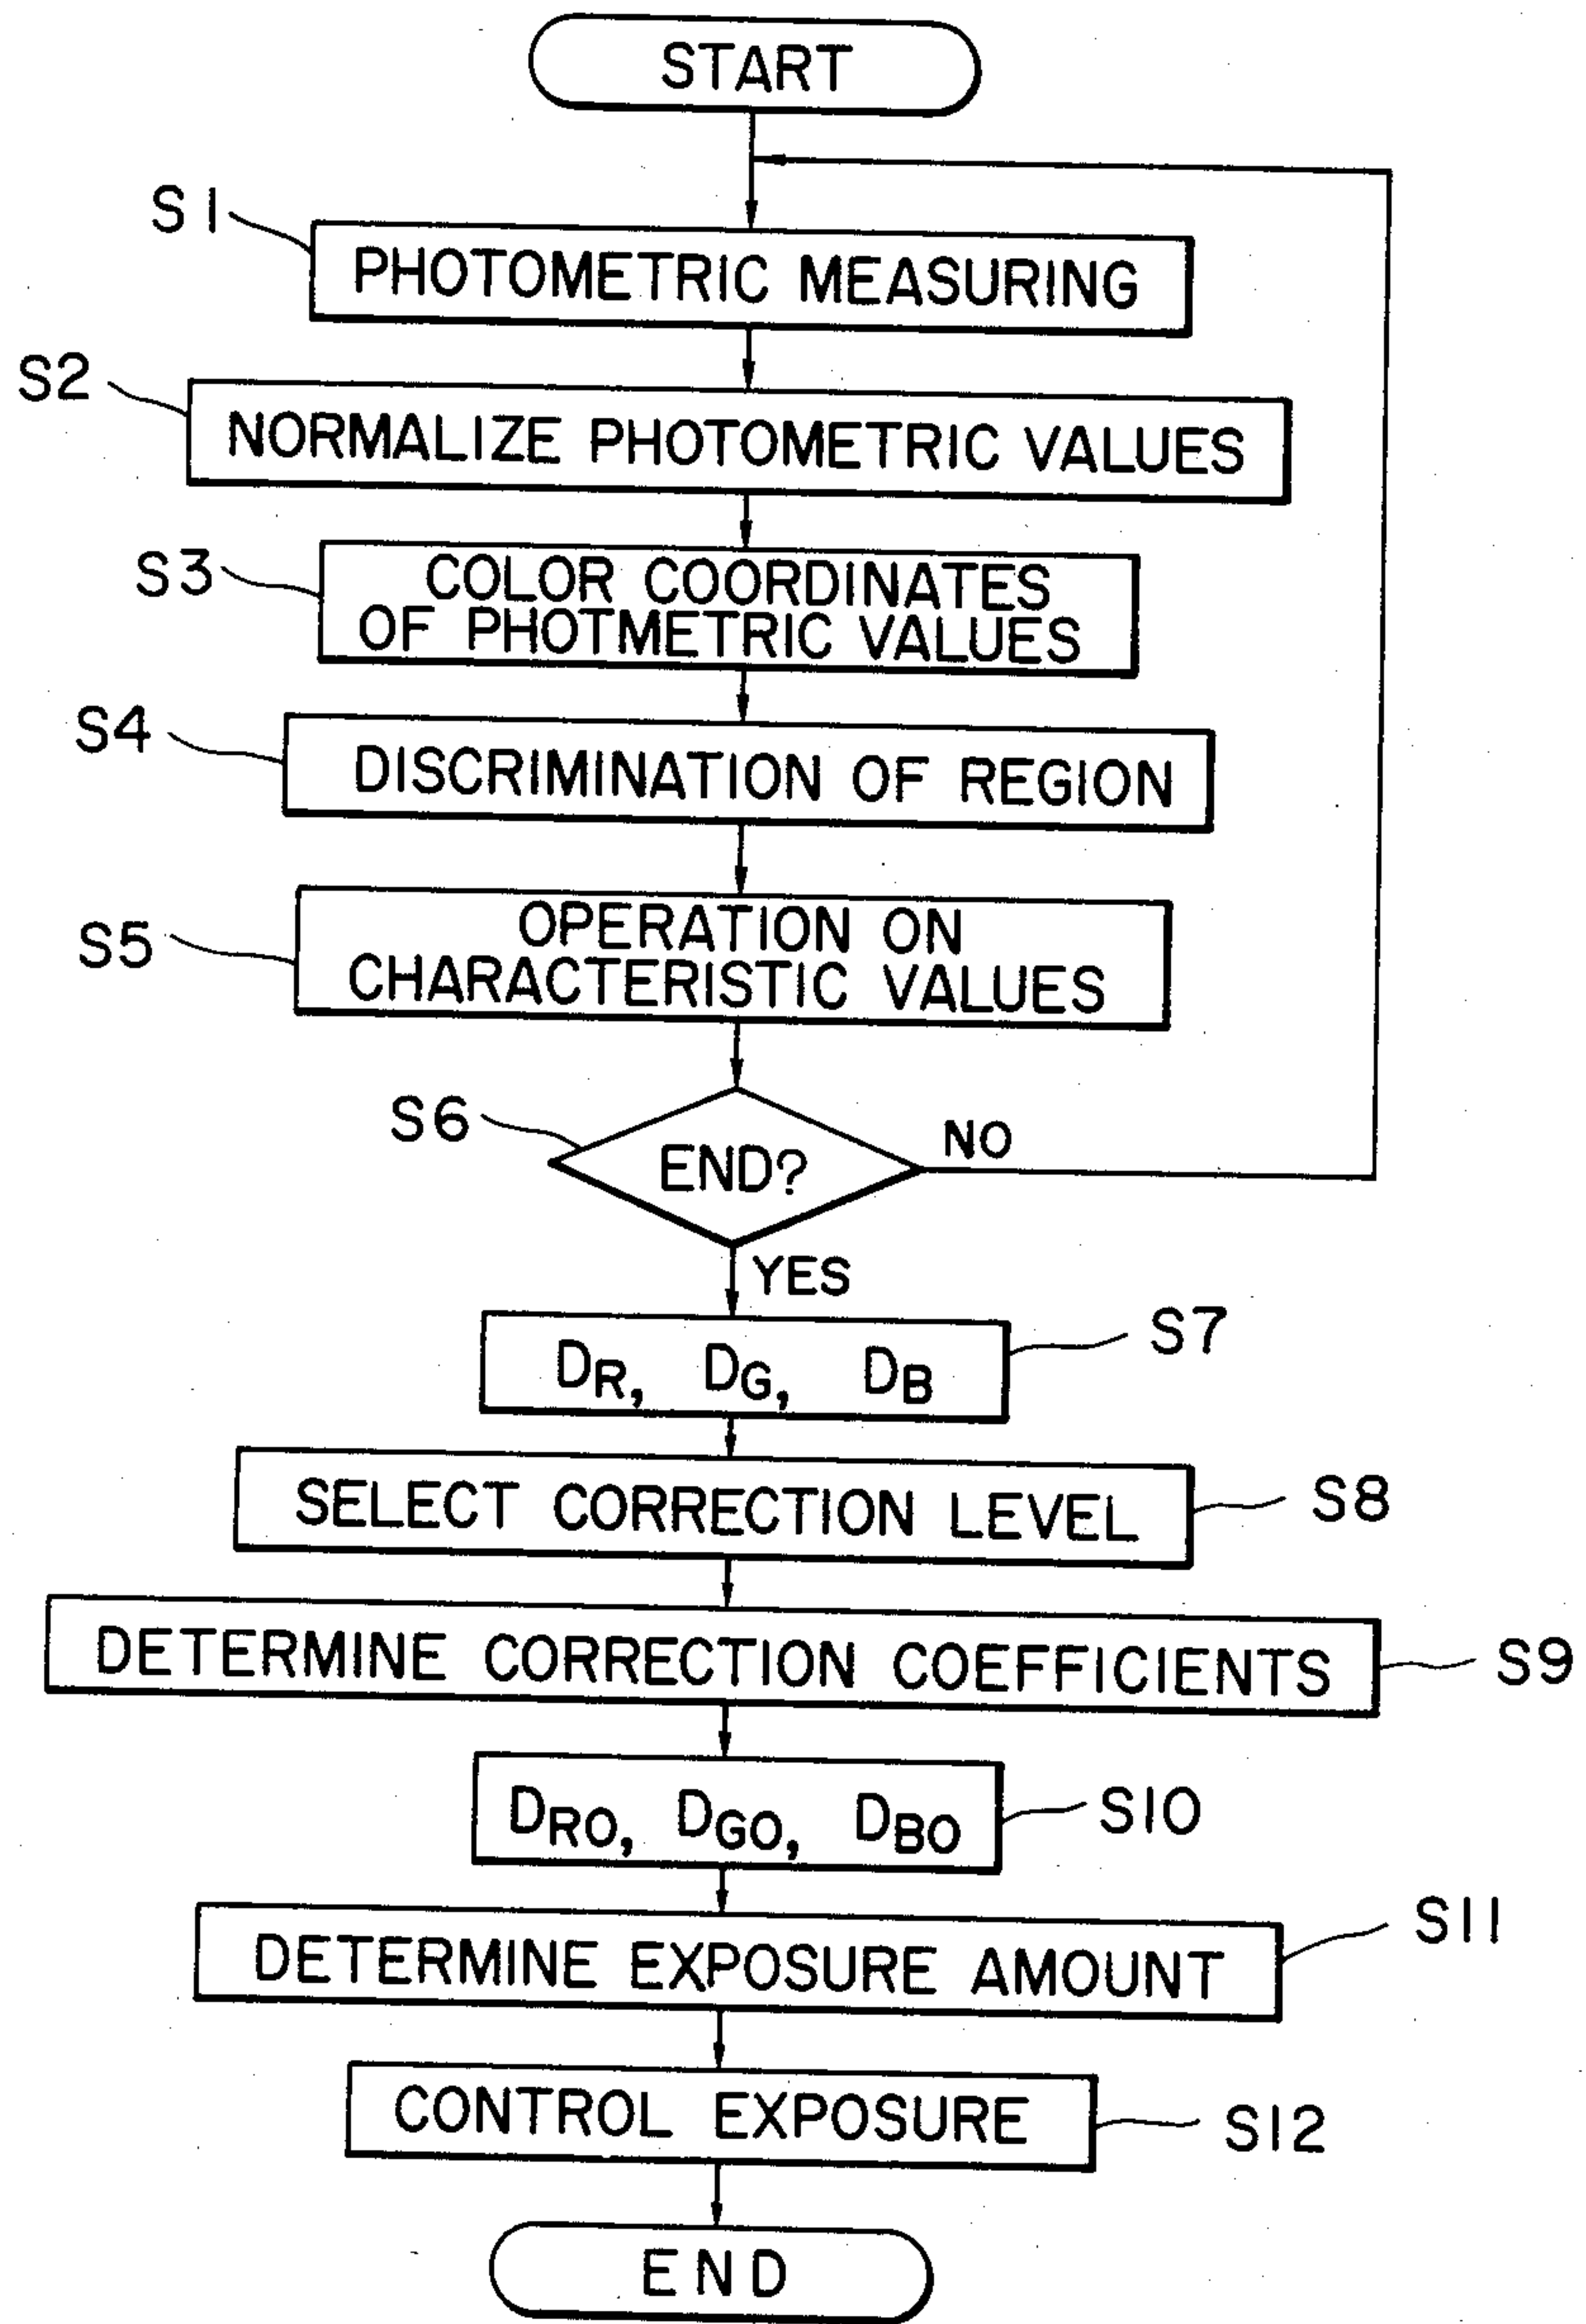 START
S1
PHOTOMETRIC MEASURING
S2
NORMALIZE PHOTOMETRIC VALUES
S3
COLOR COORDINATES
OF PHOTMETRIC VALUES
S4
DISCRIMINATION OF REGION
S5
OPERATION ON
CHARACTERISTIC VALUES
S6
END?
NO
YES
S7
DR, DG, DB
SELECT CORRECTION LEVEL
S8
DETERMINE CORRECTION COEFFICIENTS
S9
DRO, DGO, DBO
S10
DETERMINE EXPOSURE AMOUNT
S11
CONTROL EXPOSURE
S12
END